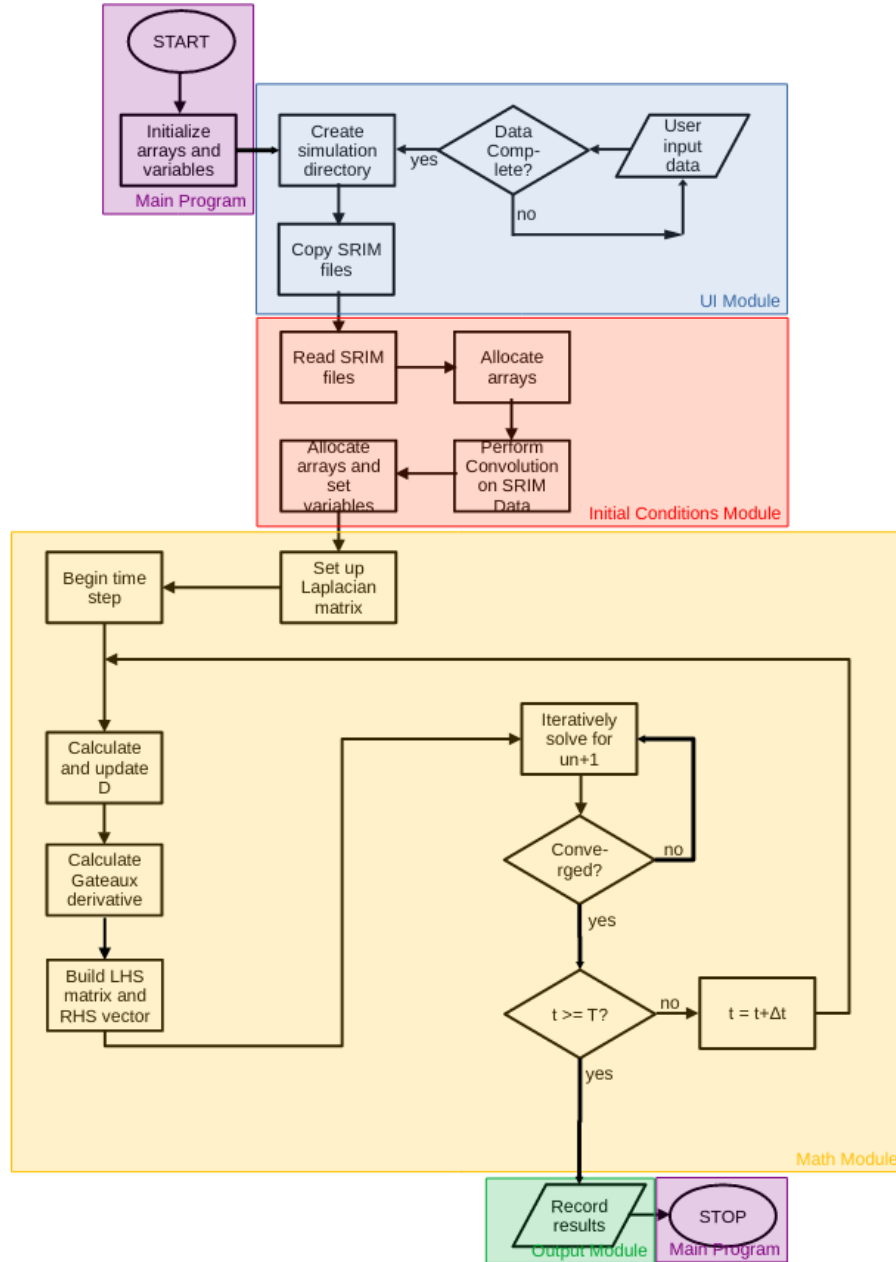 START
Initialize
arrays and
variables
Main Program
Create
simulation
directory
yes
Data
Comp-
lete?
no
User
input
data
Copy SRIM
files
UI Module
Read SRIM
files
Allocate
arrays
Allocate
arrays and
set
variables
Perform
Convolution
on SRIM
Data
Initial Conditions Module
Begin time
step
Set up
Laplacian
matrix
Calculate
and update
D
Iteratively
solve for
un+1
Calculate
Gateaux
derivative
Conve-
rged?
no
yes
Build LHS
matrix and
RHS vector
t >= T?
no
t = t+Δt
yes
Math Module
Record
results
Output Module
STOP
Main Program